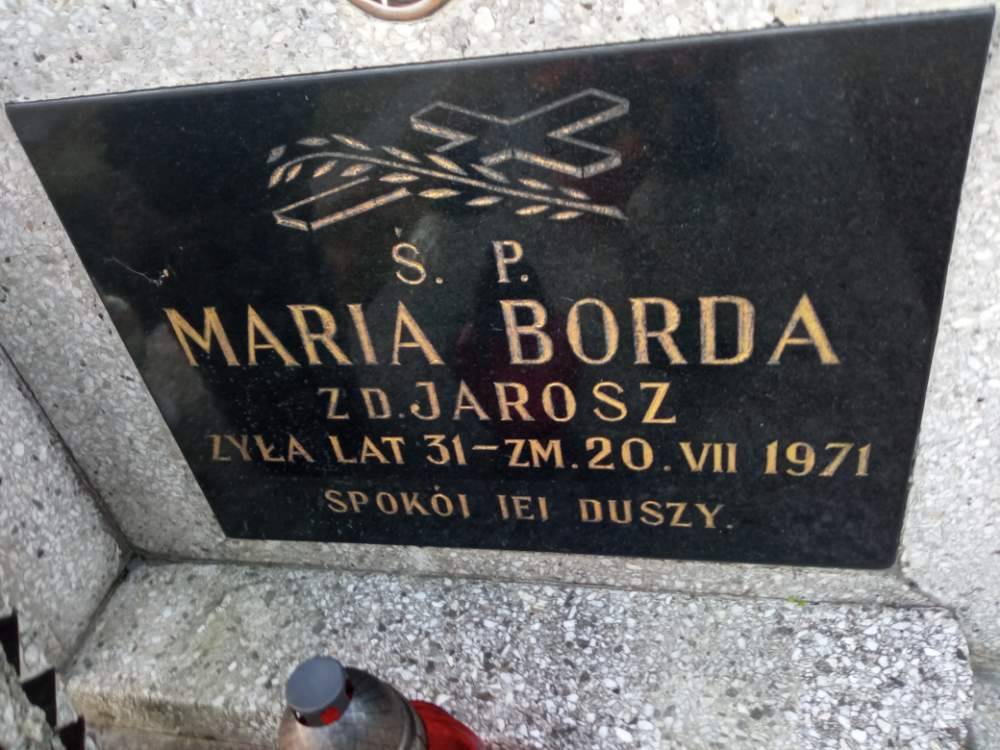 Ś. P.
MARIA BORDA
Z D. JAROSZ
ŻYŁA LAT 31 - ZM. 20. VII 1971
SPOKÓJ JEJ DUSZY.